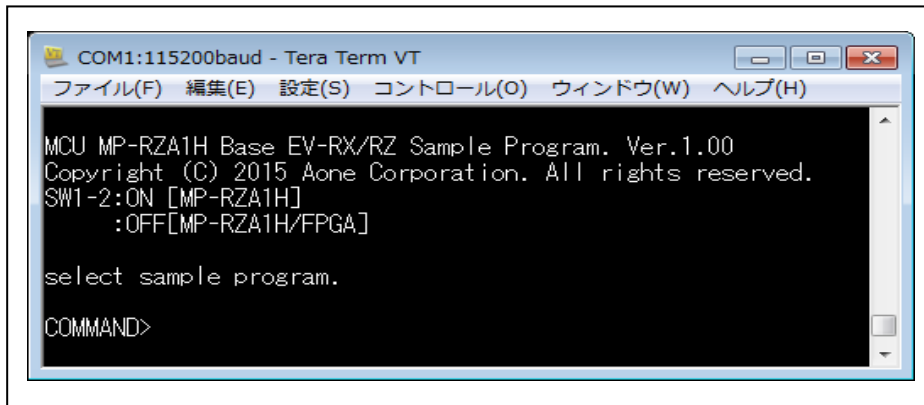 COM1:115200baud - Tera Term VT
ファイル(F) 編集(E) 設定(S) コントロール(O) ウィンドウ(W) ヘルプ(H)
MCU MP-RZA1H Base EV-RX/RZ Sample Program. Ver.1.00
Copyright (C) 2015 Aone Corporation. All rights reserved.
SW1-2:ON [MP-RZA1H]
:OFF[MP-RZA1H/FPGA]
select sample program.
COMMAND>